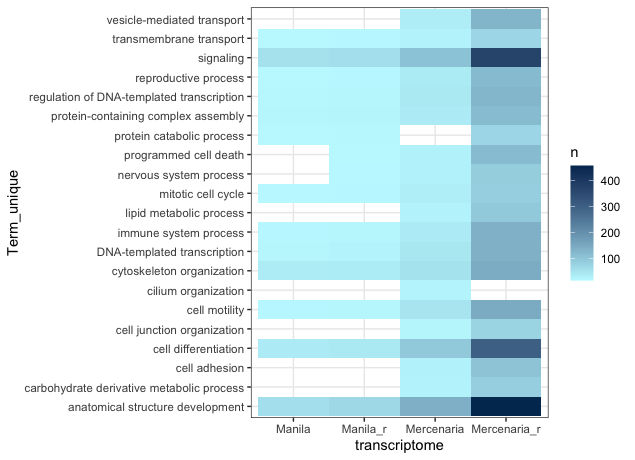 Term_unique
vesicle-mediated transport
transmembrane transport
signaling
reproductive process
regulation of DNA-templated transcription
protein-containing complex assembly
protein catabolic process
programmed cell death
nervous system process
mitotic cell cycle
lipid metabolic process
immune system process
DNA-templated transcription
cytoskeleton organization
cilium organization
cell motility
cell junction organization
cell differentiation
cell adhesion
carbohydrate derivative metabolic process
anatomical structure development
Manila Manila_r Mercenaria Mercenaria_r
transcriptome
n
400
300
200
100